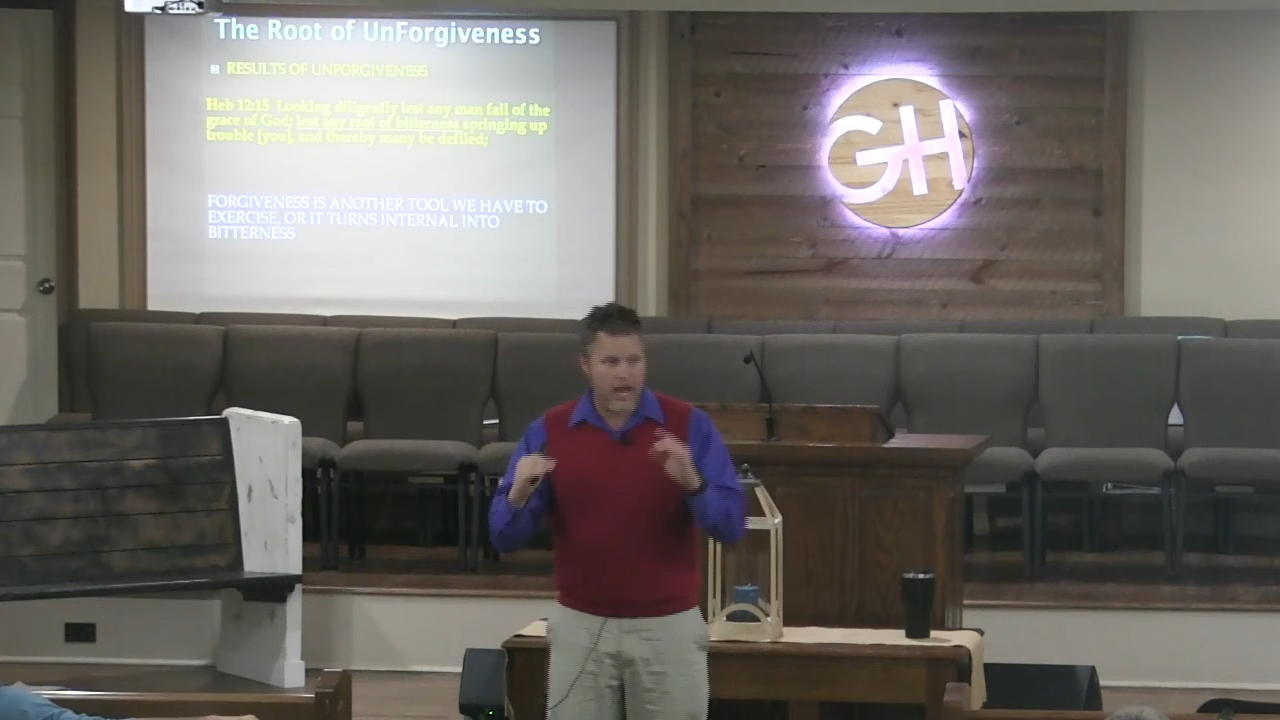 The Root of UnForgiveness
RESULTS OF UNFORGIVENESS
Heb 12:15 Looking diligently lest any man fail of the
grace of God; lest any root of bitterness springing up
trouble [you], and thereby many be defiled;
FORGIVENESS IS ANOTHER TOOL WE HAVE TO
EXERCISE, OR IT TURNS INTERNAL INTO
BITTERNESS
GH